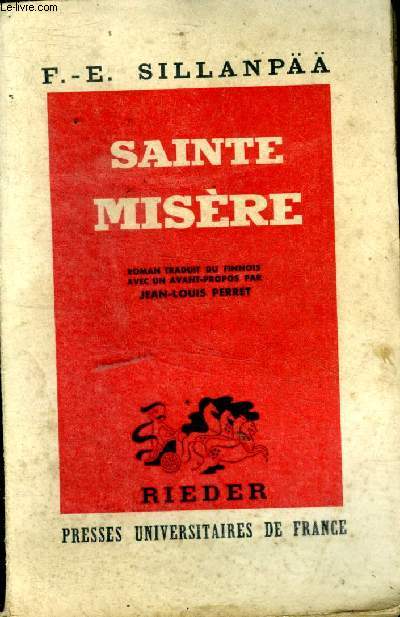 Le-livre.com
F.-E. SILLANPÄÄ
SAINTE
MISÈRE
ROMAN TRADUIT DU FINNOIS
AVEC UN AVANT-PROPOS PAR
JEAN-LOUIS PERRET
RIEDER
PRESSES UNIVERSITAIRES DE FRANCE